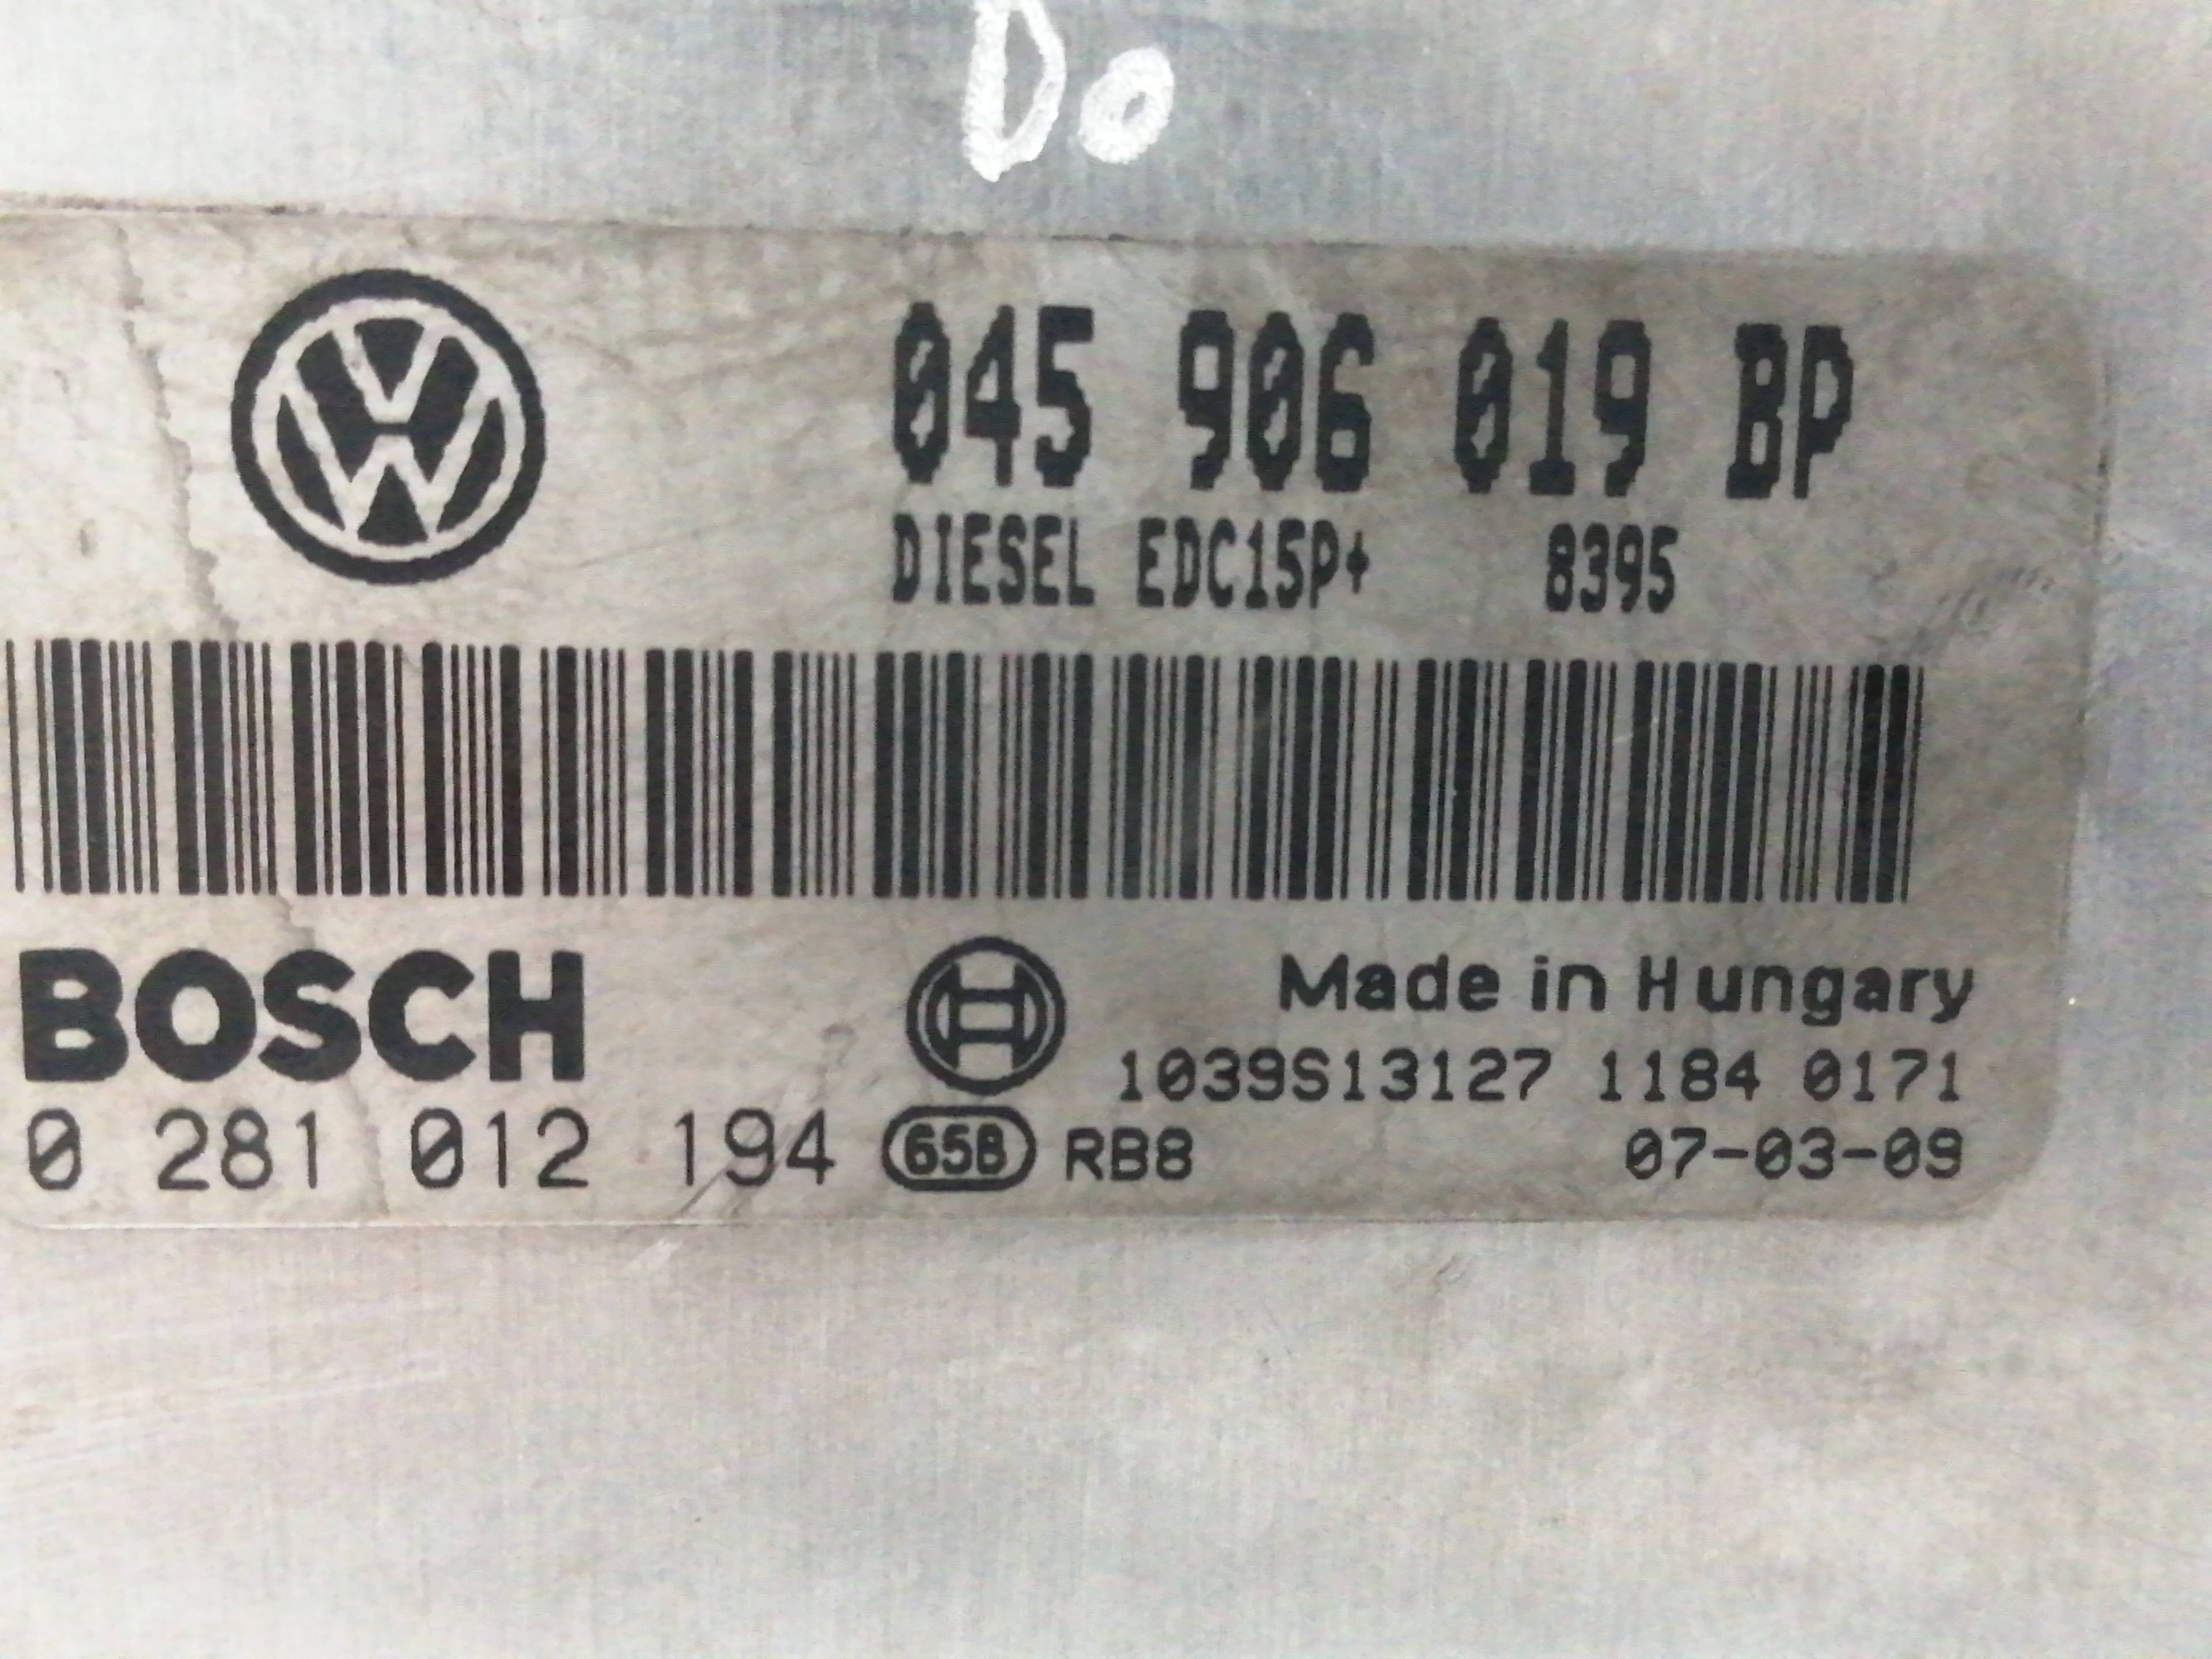 Do
045 906 019 BP
DIESEL EDC15P+ 8395
BOSCH
Made in Hungary
1039S13127 1184 0171
0 281 012 194 65B RB8 07-03-09